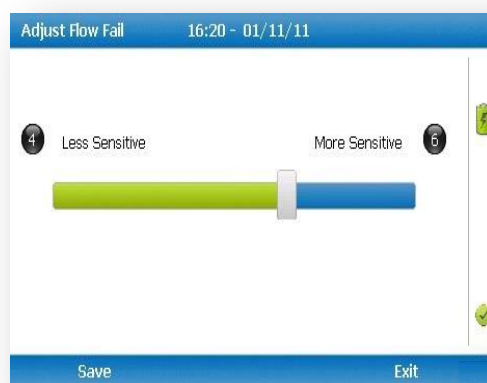 Adjust Flow Fail 16:20 - 01/11/11
4 Less Sensitive More Sensitive 6
Save Exit